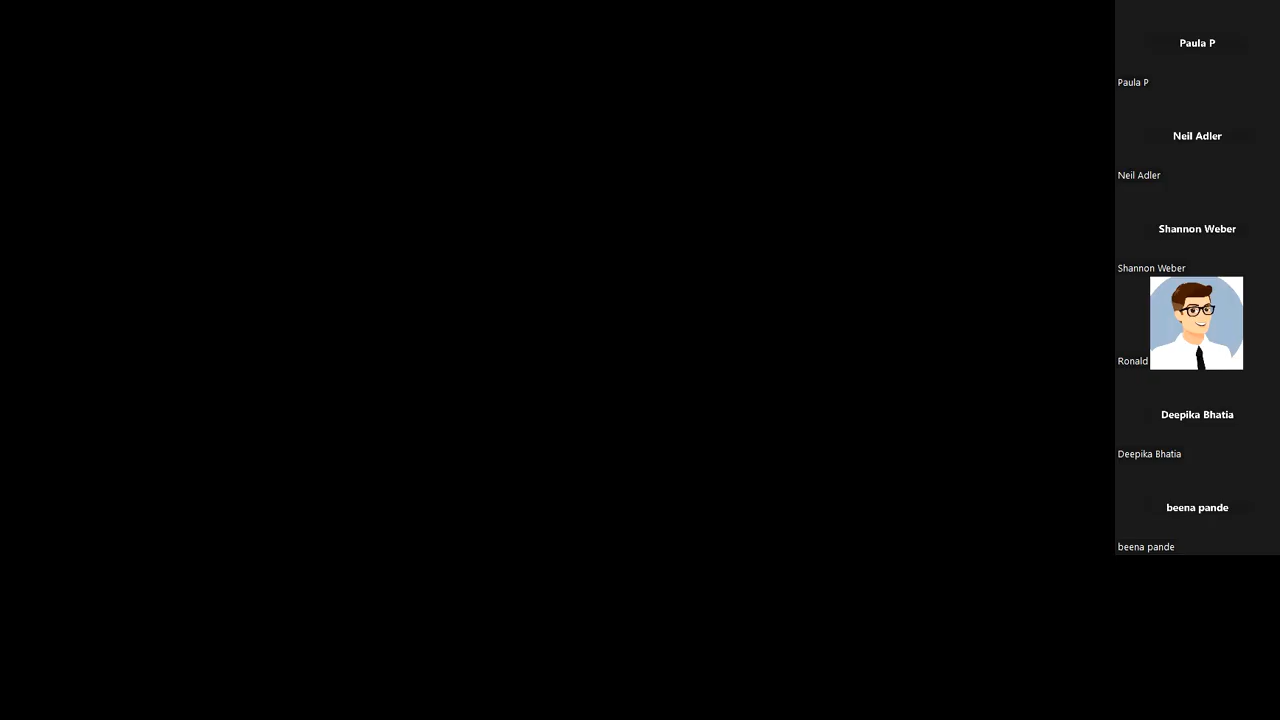 Paula P
Paula P
Neil Adler
Neil Adler
Shannon Weber
Shannon Weber
Ronald
Deepika Bhatia
Deepika Bhatia
beena pande
beena pande